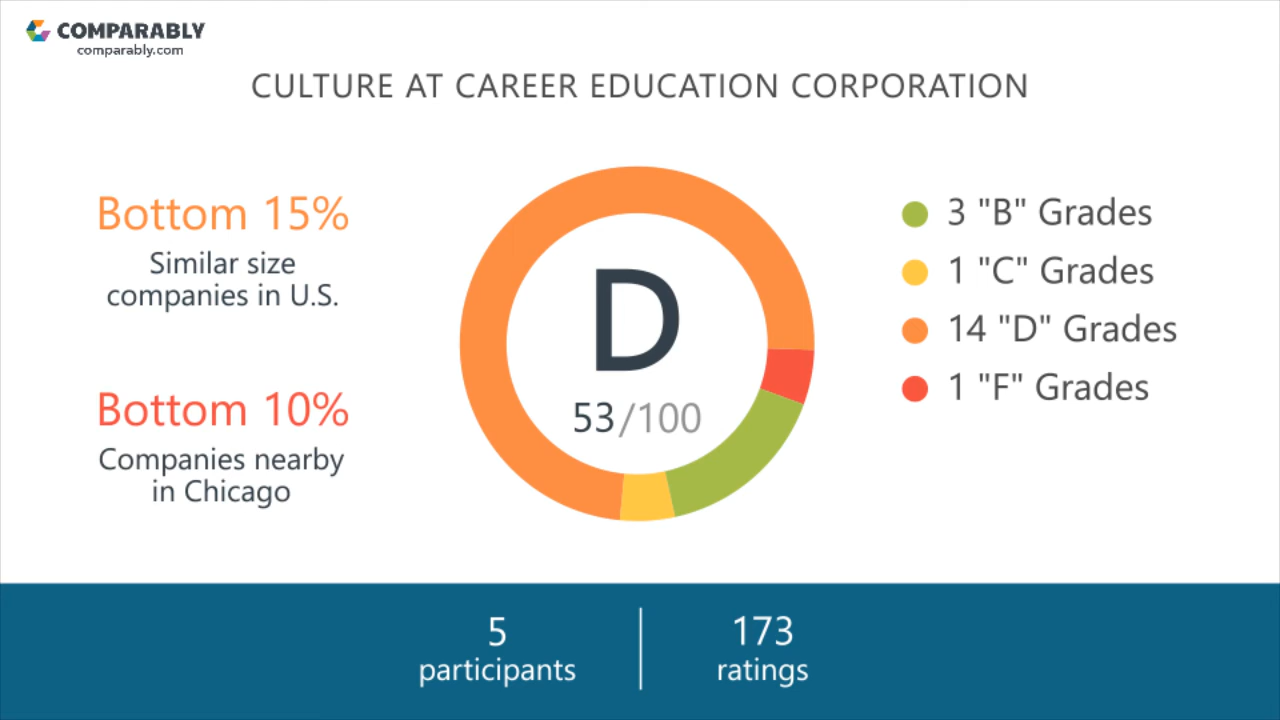 COMPARABLY
comparably.com
CULTURE AT CAREER EDUCATION CORPORATION
Bottom 15%
Similar size
companies in U.S.
Bottom 10%
Companies nearby
in Chicago
D
53/100
3 "B" Grades
1 "C" Grades
14 "D" Grades
1 "F" Grades
5
participants
173
ratings